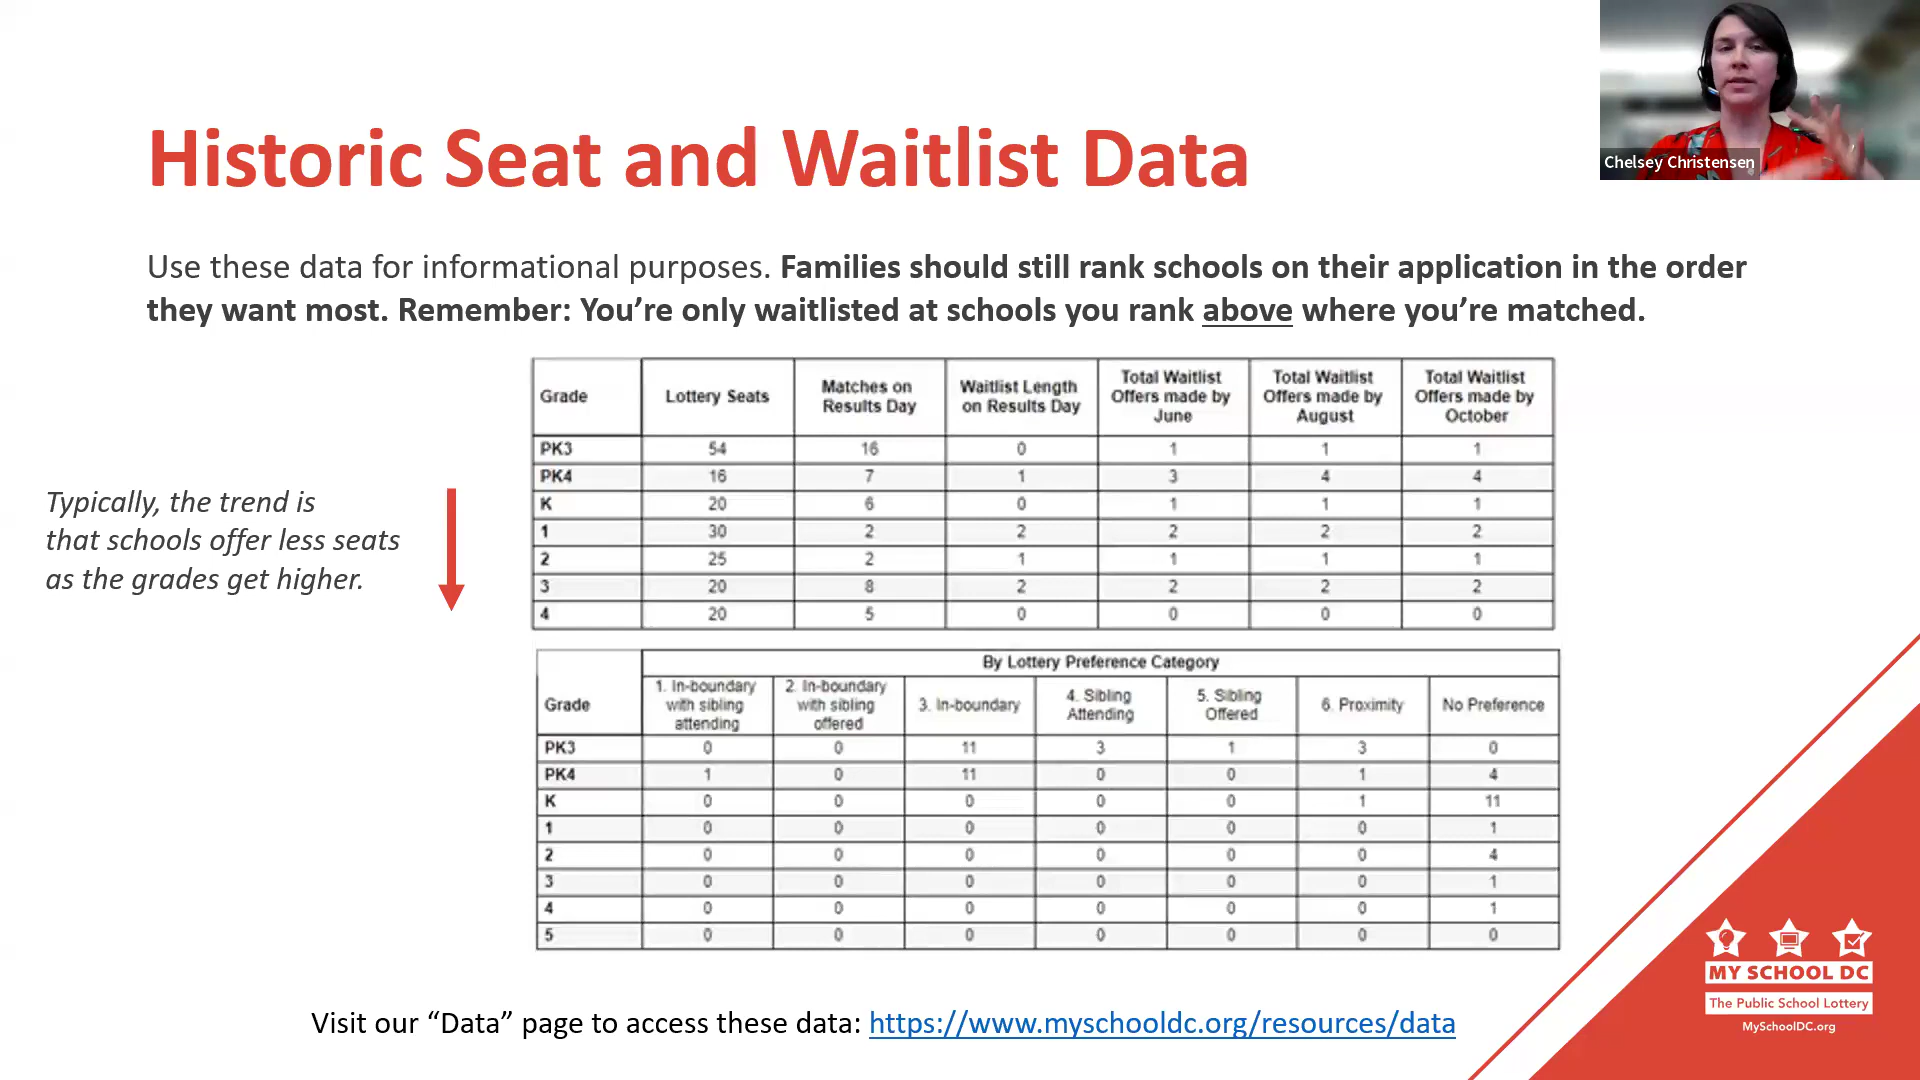 Chelsey Christensen
Historic Seat and Waitlist Data
Use these data for informational purposes. Families should still rank schools on their application in the order
they want most. Remember: You’re only waitlisted at schools you rank above where you’re matched.
Typically, the trend is
that schools offer less seats
as the grades get higher.
Grade Lottery Seats Matches on Results Day Waitlist Length on Results Day Total Waitlist Offers made by June Total Waitlist Offers made by August Total Waitlist Offers made by October
PK3 54 16 0 1 1 1
PK4 16 7 1 3 4 4
K 20 6 0 1 1 1
1 30 2 2 2 2 2
2 25 2 1 1 1 1
3 20 8 2 2 2 2
4 20 5 0 0 0 0
By Lottery Preference Category
Grade 1. In-boundary with sibling attending 2. In-boundary with sibling offered 3. In-boundary 4. Sibling Attending 5. Sibling Offered 6. Proximity No Preference
PK3 0 0 11 3 1 3 0
PK4 1 0 11 0 0 1 4
K 0 0 0 0 0 1 11
1 0 0 0 0 0 0 1
2 0 0 0 0 0 0 4
3 0 0 0 0 0 0 1
4 0 0 0 0 0 0 1
5 0 0 0 0 0 0 0
Visit our “Data” page to access these data: https://www.myschooldc.org/resources/data
MY SCHOOL DC
The Public School Lottery
MySchoolDC.org